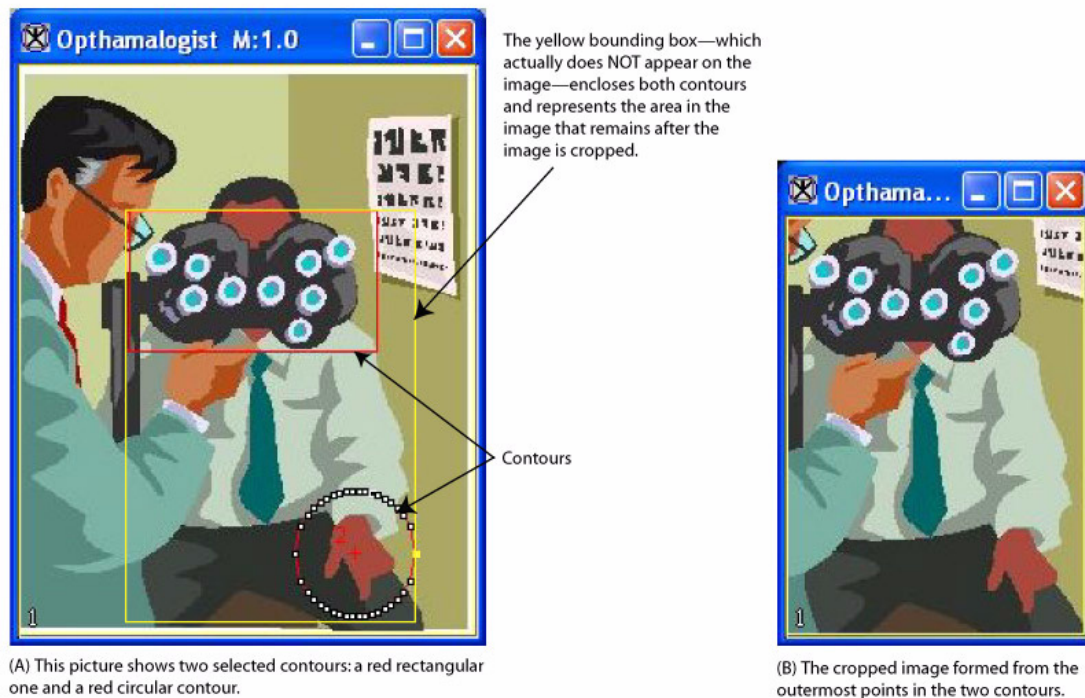 Opthamalogist M:1.0
The yellow bounding box—which
actually does NOT appear on the
image—encloses both contours
and represents the area in the
image that remains after the
image is cropped.
Contours
2
1
(A) This picture shows two selected contours: a red rectangular
one and a red circular contour.
Opthama...
1
(B) The cropped image formed from the
outermost points in the two contours.